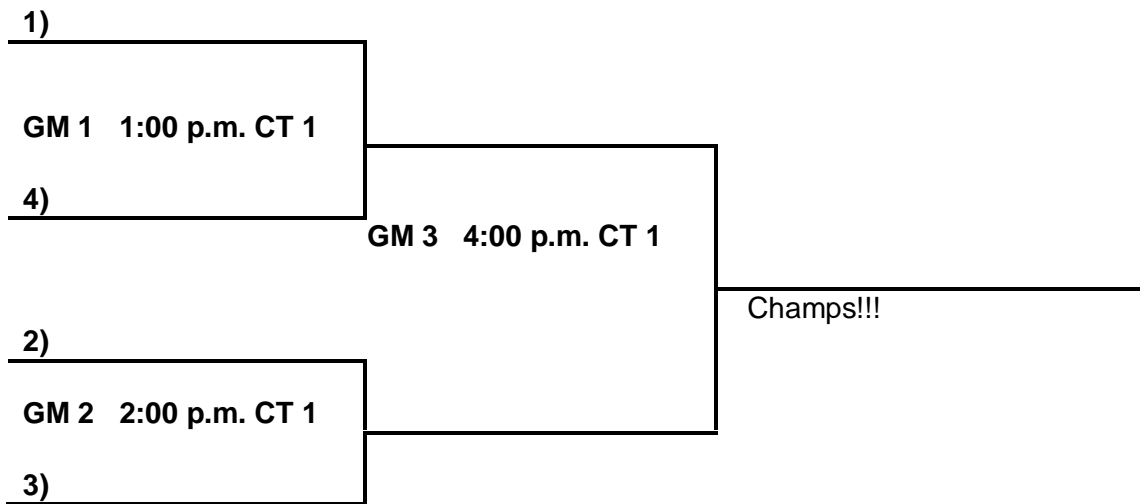 1)
GM 1 1:00 p.m. CT 1
4)
GM 3 4:00 p.m. CT 1
Champs!!!
2)
GM 2 2:00 p.m. CT 1
3)